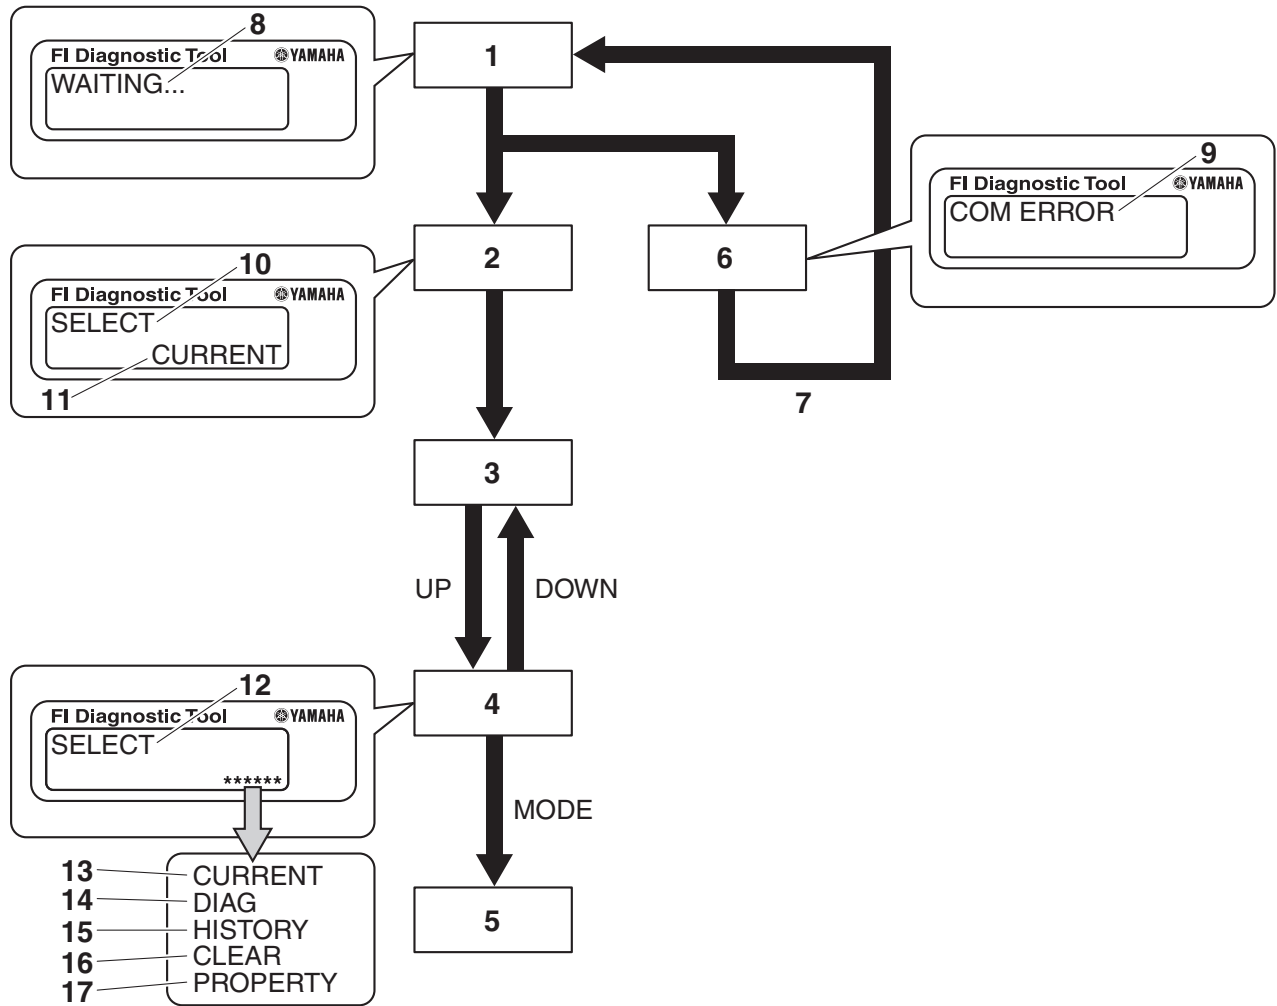 8
FI Diagnostic Tool YAMAHA
WAITING...
1
9
FI Diagnostic Tool YAMAHA
COM ERROR
2
6
10
FI Diagnostic Tool YAMAHA
SELECT
CURRENT
11
7
3
UP DOWN
12
FI Diagnostic Tool YAMAHA
SELECT
******
4
MODE
13 CURRENT
14 DIAG
15 HISTORY
16 CLEAR
17 PROPERTY
5